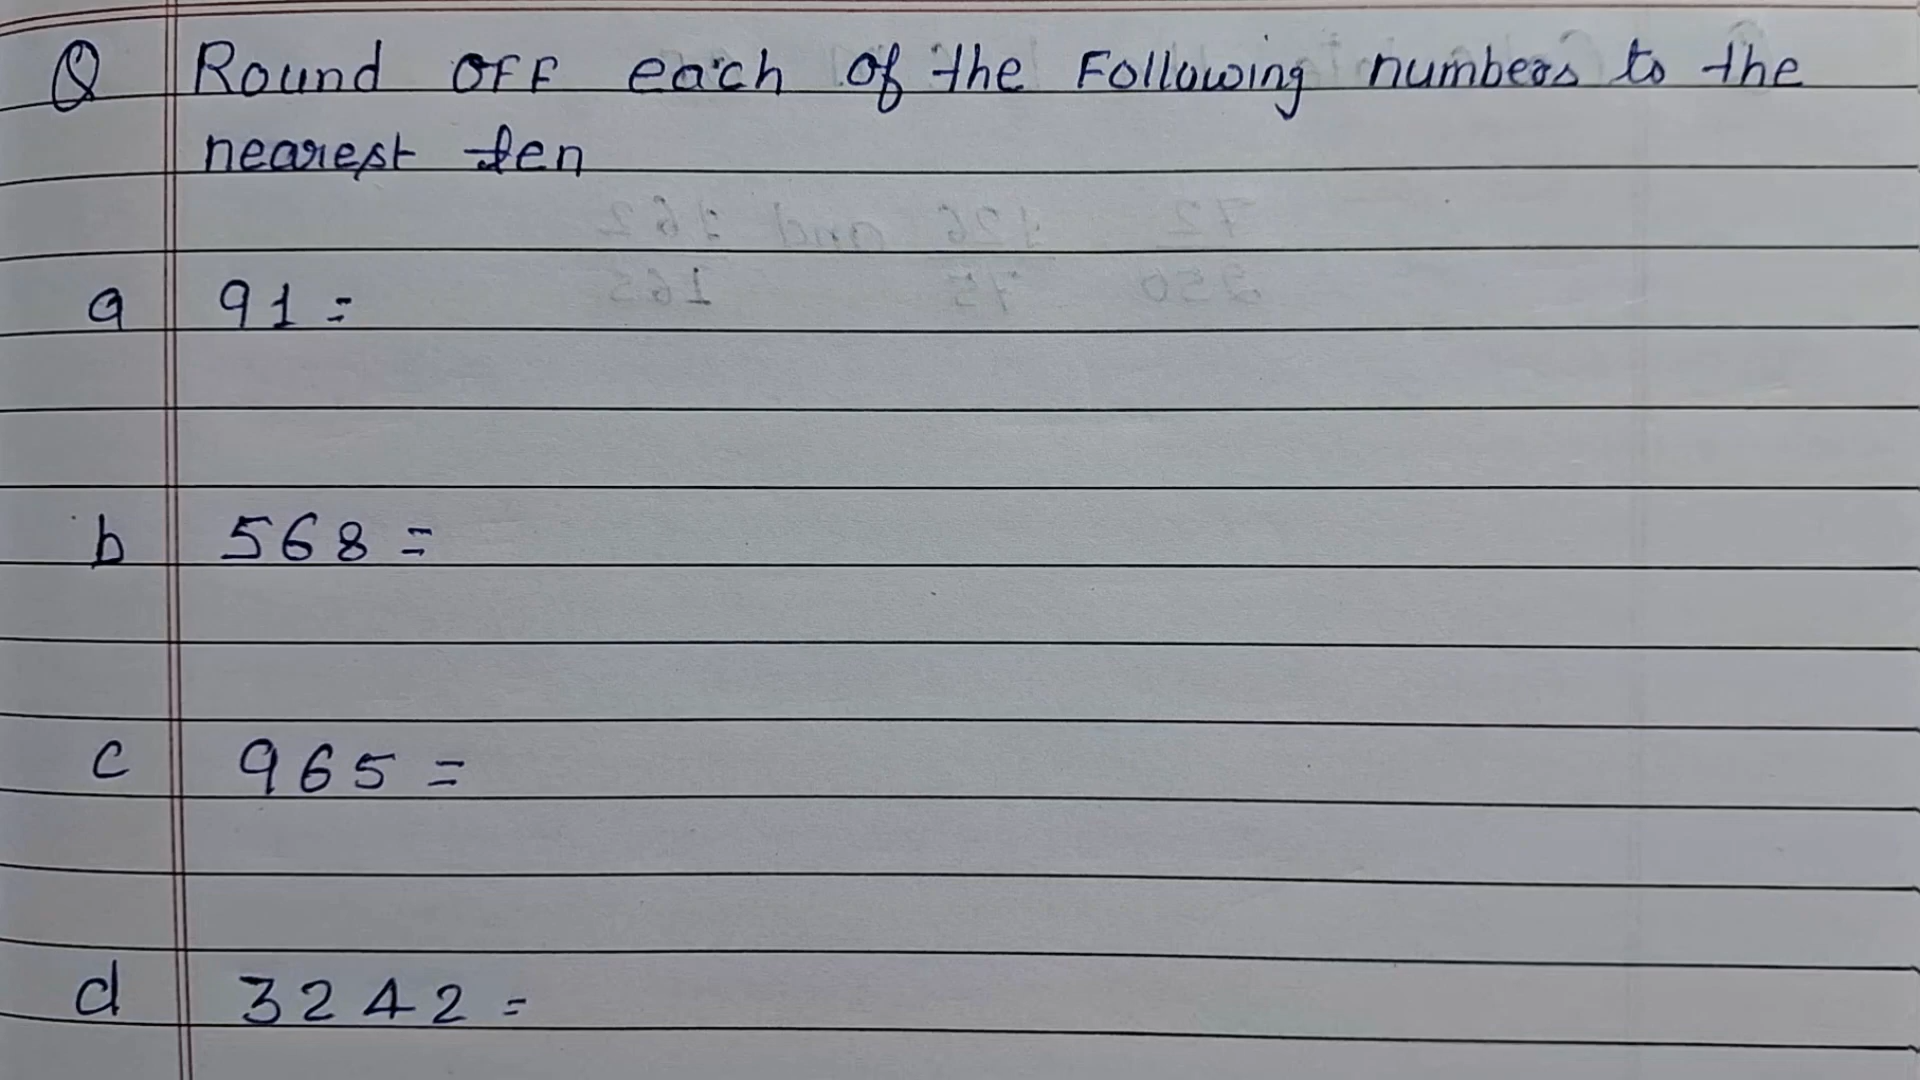 Q Round OFF each of the Following numbers to the
nearest ten
a 91 =
b 568 =
c 965 =
d 3242 =